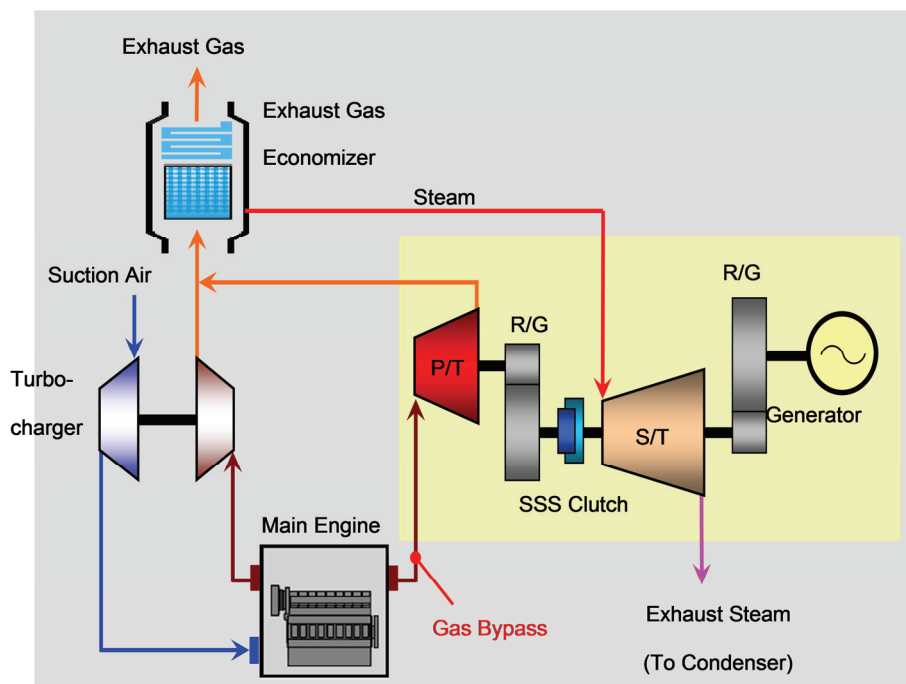 Exhaust Gas
Exhaust Gas
Economizer
Steam
Suction Air
R/G
R/G
P/T
Turbo-
charger
Generator
S/T
SSS Clutch
Main Engine
Gas Bypass
Exhaust Steam
(To Condenser)